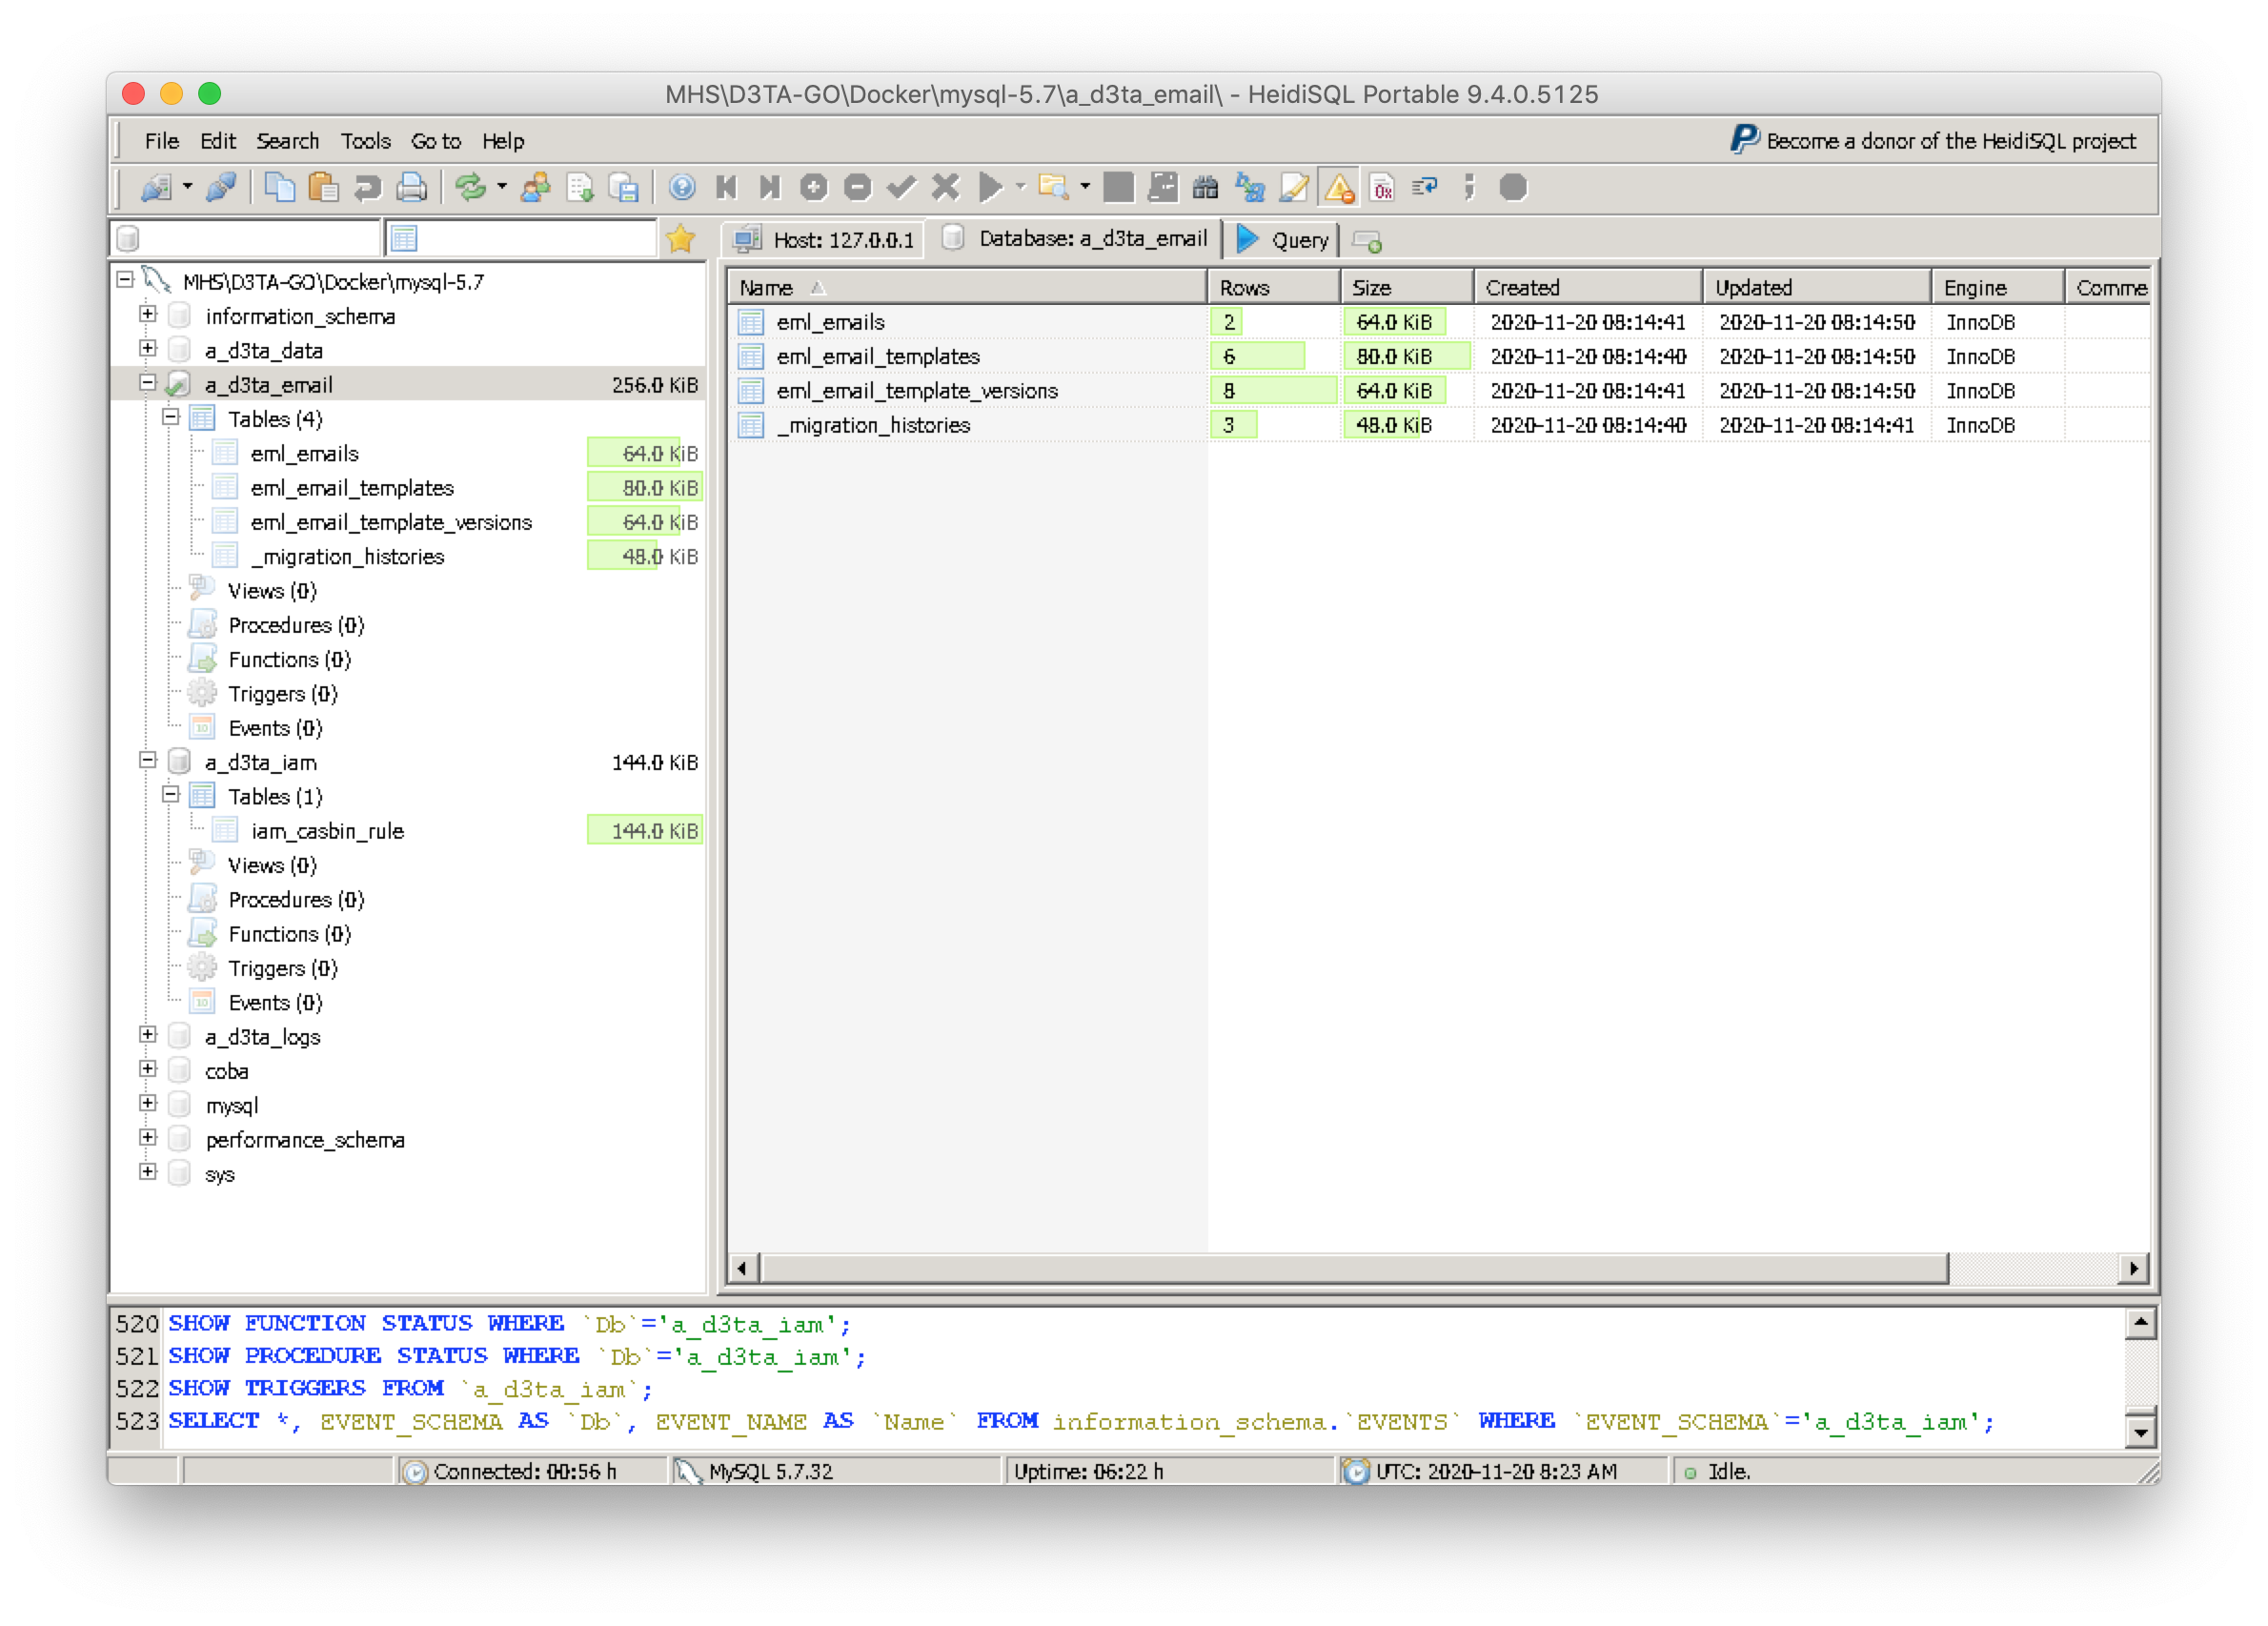 MHS\D3TA-GO\Docker\mysql-5.7\a_d3ta_email\ - HeidiSQL Portable 9.4.0.5125
File Edit Search Tools Go to Help
Become a donor of the HeidiSQL project
Host: 127.0.0.1
Database: a_d3ta_email
Query
MHS\D3TA-GO\Docker\mysql-5.7
information_schema
a_d3ta_data
a_d3ta_email 256.0 KiB
Tables (4)
eml_emails 64.0 KiB
eml_email_templates 80.0 KiB
eml_email_template_versions 64.0 KiB
_migration_histories 48.0 KiB
Views (0)
Procedures (0)
Functions (0)
Triggers (0)
10 Events (0)
a_d3ta_iam 144.0 KiB
Tables (1)
iam_casbin_rule 144.0 KiB
Views (0)
Procedures (0)
Functions (0)
Triggers (0)
10 Events (0)
a_d3ta_logs
coba
mysql
performance_schema
sys
Name Rows Size Created Updated Engine Comme
eml_emails 2 64.0 KiB 2020-11-20 08:14:41 2020-11-20 08:14:50 InnoDB
eml_email_templates 6 80.0 KiB 2020-11-20 08:14:40 2020-11-20 08:14:50 InnoDB
eml_email_template_versions 8 64.0 KiB 2020-11-20 08:14:41 2020-11-20 08:14:50 InnoDB
_migration_histories 3 48.0 KiB 2020-11-20 08:14:40 2020-11-20 08:14:41 InnoDB
520 SHOW FUNCTION STATUS WHERE `Db`='a_d3ta_iam';
521 SHOW PROCEDURE STATUS WHERE `Db`='a_d3ta_iam';
522 SHOW TRIGGERS FROM `a_d3ta_iam`;
523 SELECT *, EVENT_SCHEMA AS `Db`, EVENT_NAME AS `Name` FROM information_schema.`EVENTS` WHERE `EVENT_SCHEMA`='a_d3ta_iam';
Connected: 00:56 h
MySQL 5.7.32
Uptime: 06:22 h
UTC: 2020-11-20 8:23 AM
Idle.